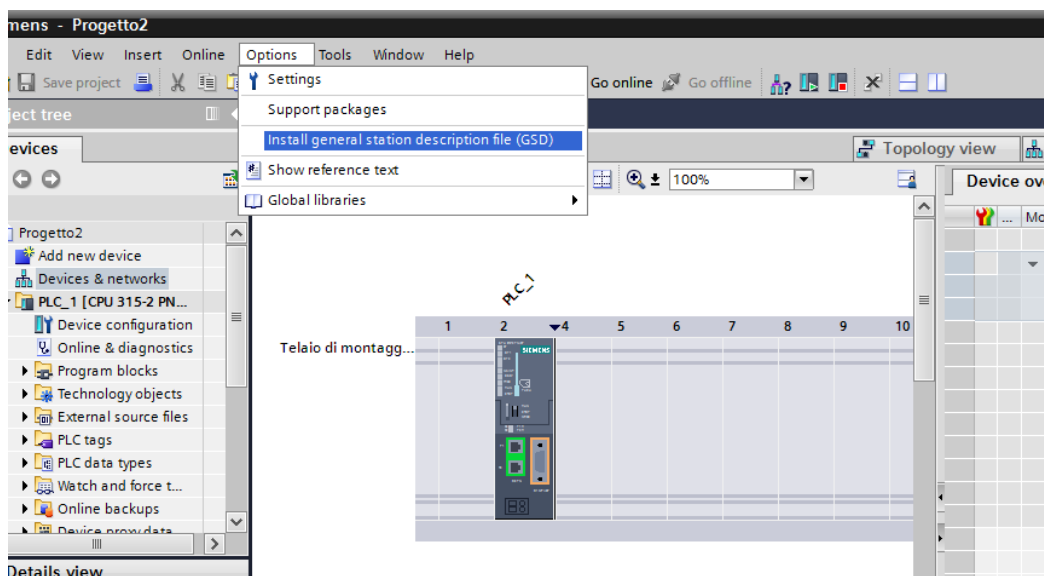 mens - Progetto2
Edit View Insert Online Options Tools Window Help
Save project
Settings
Go online Go offline
Support packages
ject tree
Install general station description file (GSD)
evices
Topology view
Show reference text
100%
Device ov
Global libraries
... Mo
Progetto2
Add new device
Devices & networks
PLC_1 [CPU 315-2 PN...
Device configuration
Online & diagnostics
Program blocks
Technology objects
External source files
PLC tags
PLC data types
Watch and force t...
Online backups
Device proxy data
Details view
PLC_1
1 2 4 5 6 7 8 9 10
Telaio di montagg...
SIEMENS